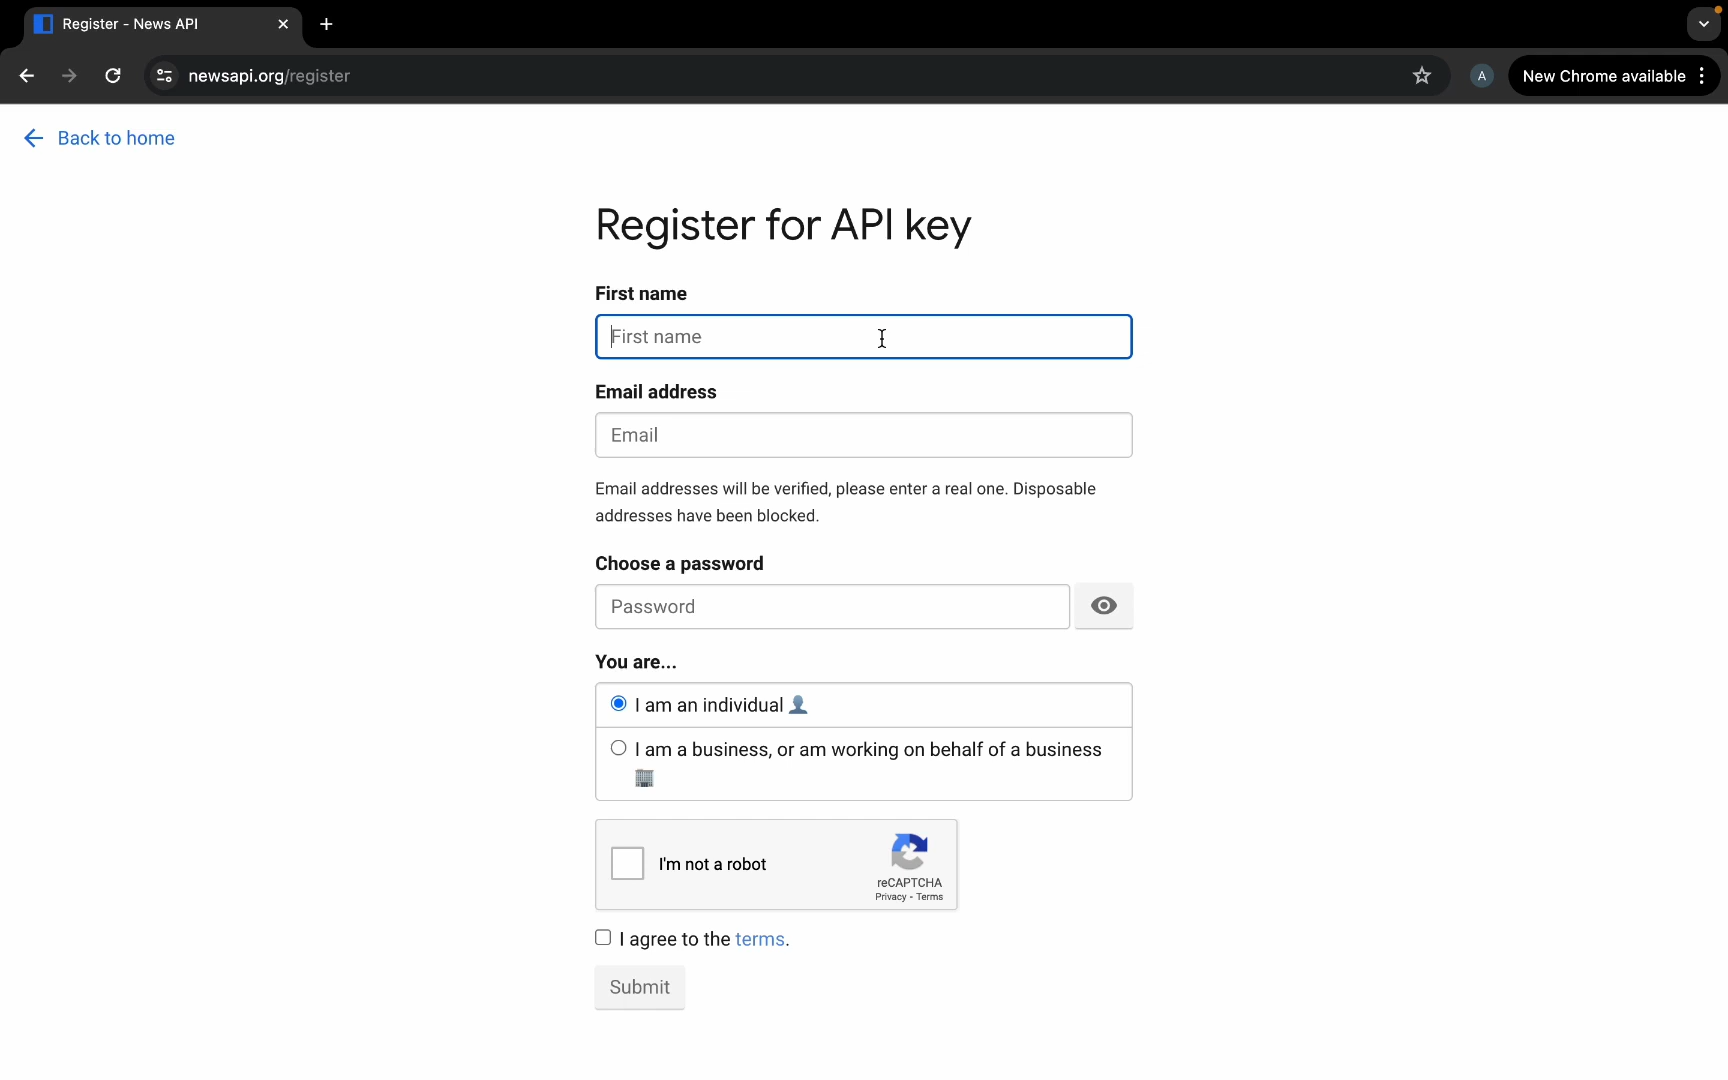 Register - News API
newsapi.org/register
A
New Chrome available
Back to home
Register for API key
First name
First name
Email address
Email
Email addresses will be verified, please enter a real one. Disposable
addresses have been blocked.
Choose a password
Password
You are...
I am an individual
I am a business, or am working on behalf of a business
I'm not a robot
reCAPTCHA
Privacy - Terms
I agree to the terms.
Submit